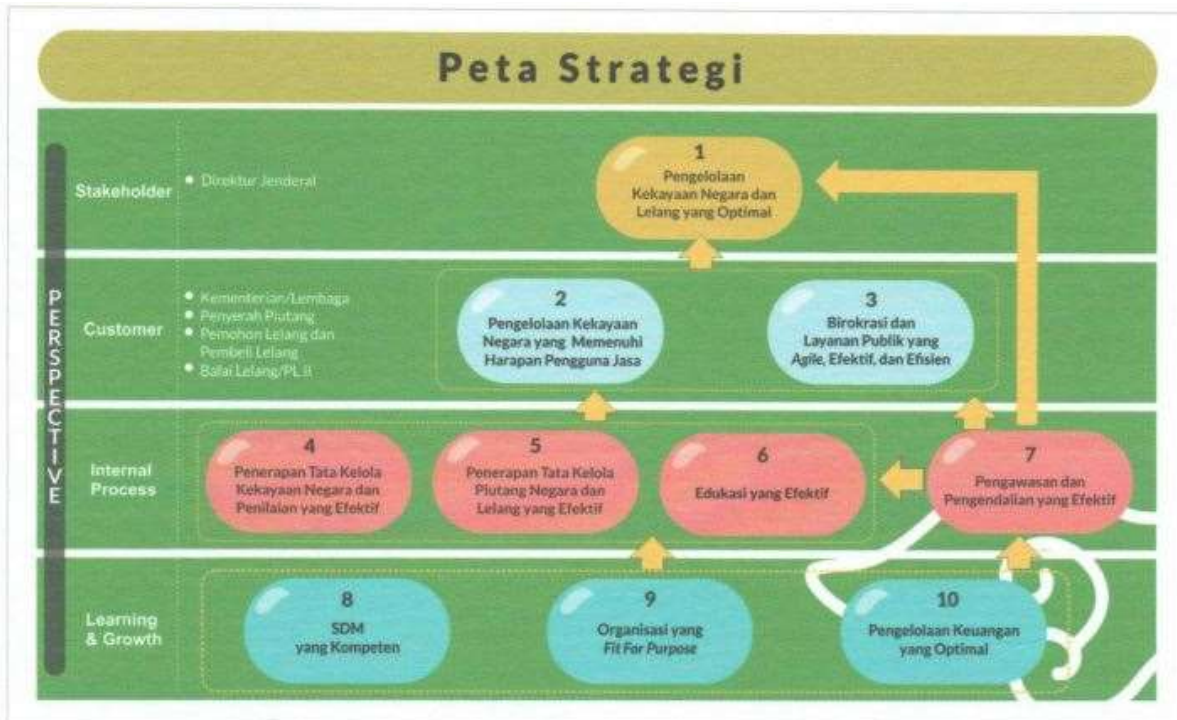 Peta Strategi
PERSPECTIVE
Stakeholder
• Direktur Jenderal
1
Pengelolaan
Kekayaan Negara dan
Lelang yang Optimal
Customer
• Kementerian/Lembaga
• Penyerah Piutang
• Pemohon Lelang dan
Pembeli Lelang
• Balai Lelang/PL II
2
Pengelolaan Kekayaan
Negara yang Memenuhi
Harapan Pengguna Jasa
3
Birokrasi dan
Layanan Publik yang
Agile, Efektif, dan Efisien
Internal
Process
4
Penerapan Tata Kelola
Kekayaan Negara dan
Penilaian yang Efektif
5
Penerapan Tata Kelola
Piutang Negara dan
Lelang yang Efektif
6
Edukasi yang Efektif
7
Pengawasan dan
Pengendalian yang Efektif
Learning
& Growth
8
SDM
yang Kompeten
9
Organisasi yang
Fit For Purpose
10
Pengelolaan Keuangan
yang Optimal